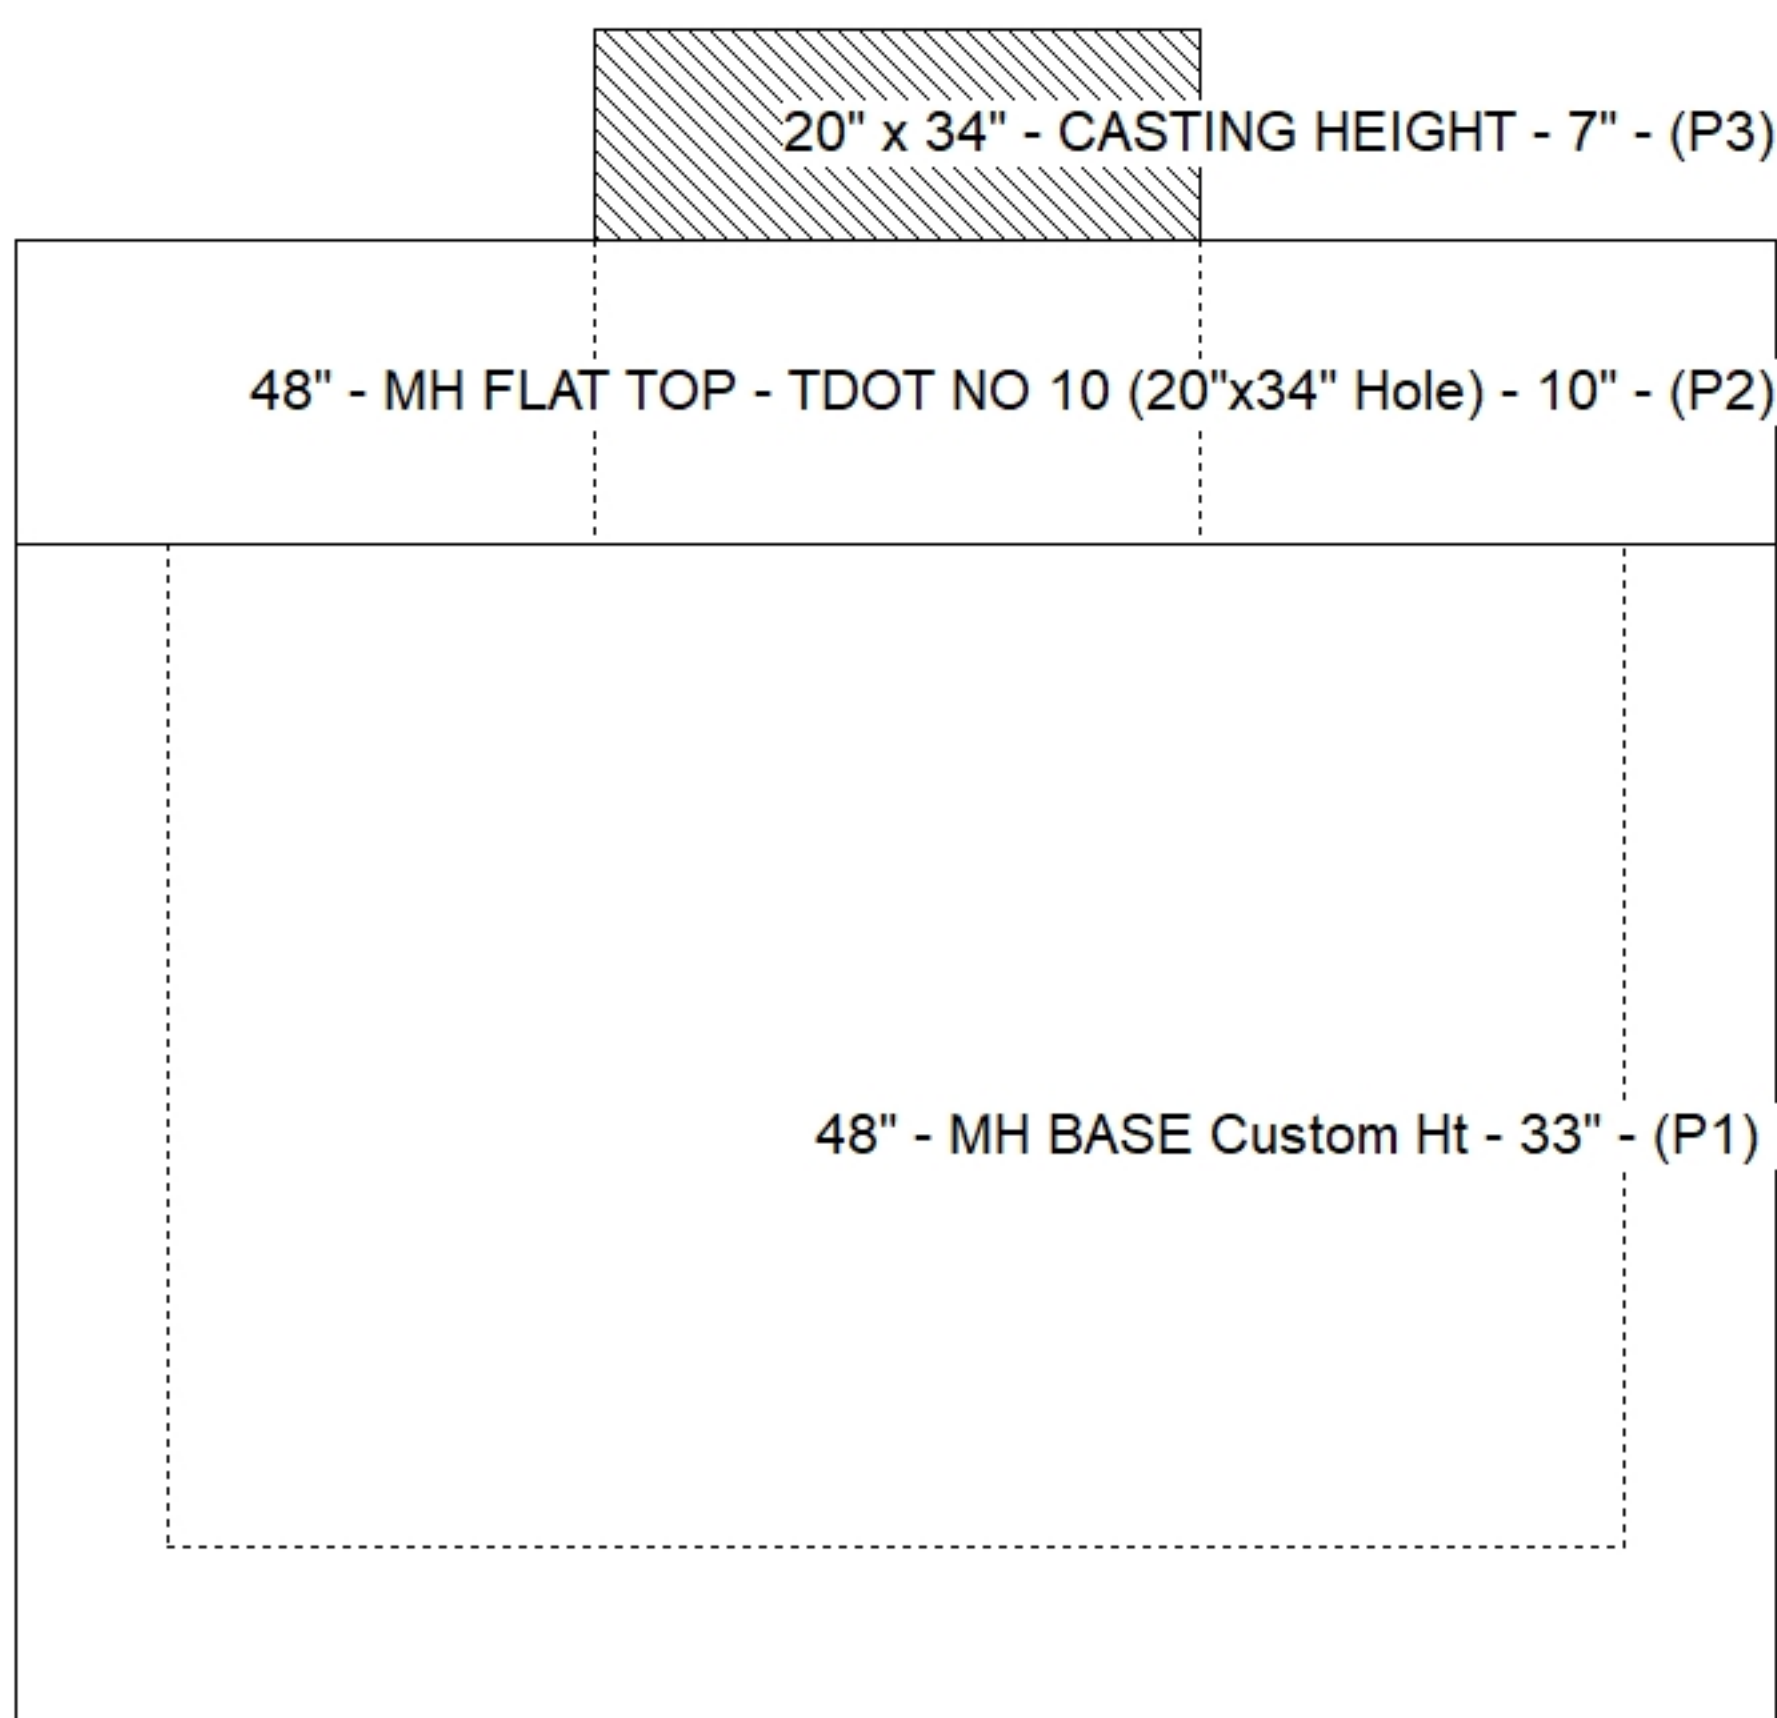 20" x 34" - CASTING HEIGHT - 7" - (P3)
48" - MH FLAT TOP - TDOT NO 10 (20"x34" Hole) - 10" - (P2)
48" - MH BASE Custom Ht - 33" - (P1)